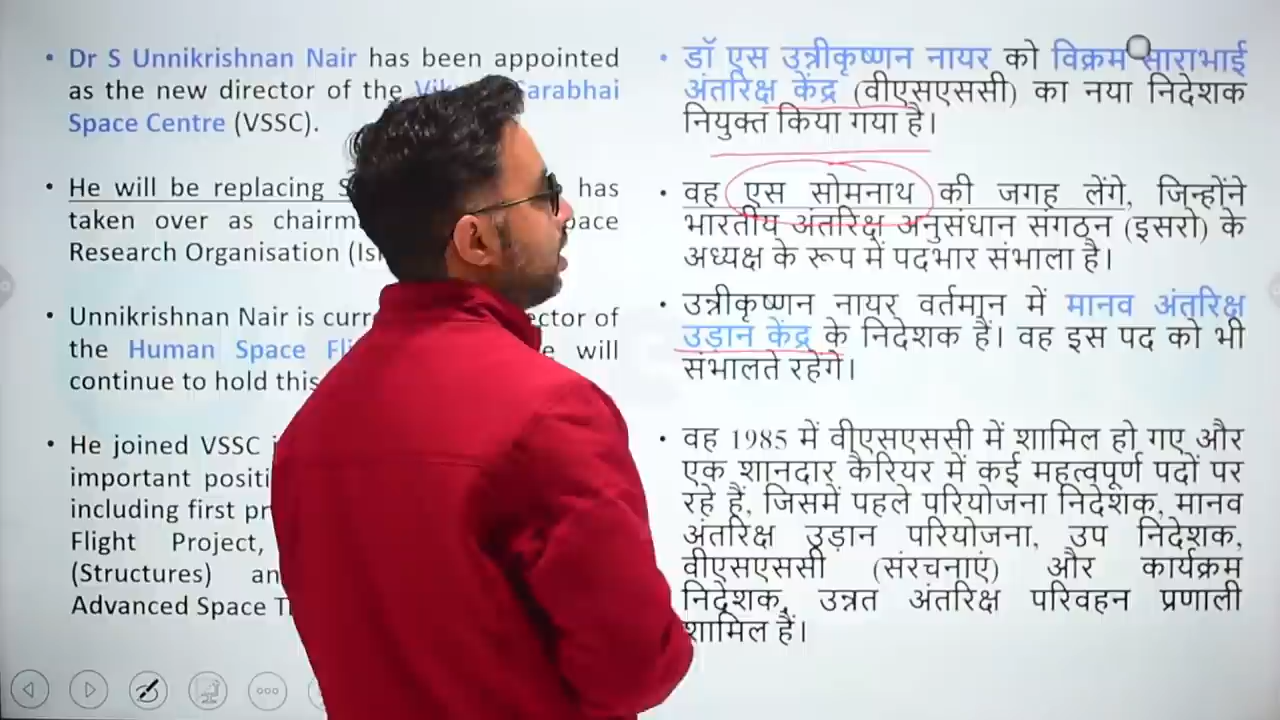 • Dr S Unnikrishnan Nair has been appointed
as the new director of the Sarabhai
Space Centre (VSSC).
• He will be replacing has
taken over as
Research Organisation
• Unnikrishnan Nair is of
the Human Space will
continue to hold this
• He joined VSSC
important
including first
Flight Project,
(Structures)
Advanced Space
• डॉ एस उन्नीकृष्णन नायर को विक्रम साराभाई
अंतरिक्ष केंद्र (वीएसएससी) का नया निदेशक
नियुक्त किया गया है।
• वह एस सोमनाथ की जगह लेंगे, जिन्होंने
भारतीय अंतरिक्ष अनुसंधान संगठन (इसरो) के
अध्यक्ष के रूप में पदभार संभाला है।
• उन्नीकृष्णन नायर वर्तमान में मानव अंतरिक्ष
उड़ान केंद्र के निदेशक हैं। वह इस पद को भी
संभालते रहेगे।
• वह 1985 में वीएसएससी में शामिल हो गए और
एक शानदार कैरियर में कई महत्वपूर्ण पदों पर
रहे हैं, जिसमें पहले परियोजना निदेशक, मानव
अंतरिक्ष उड़ान परियोजना, उप निदेशक,
वीएसएससी (संरचनाएं) और कार्यक्रम
निदेशक, उन्नत अंतरिक्ष परिवहन प्रणाली
शामिल हैं।